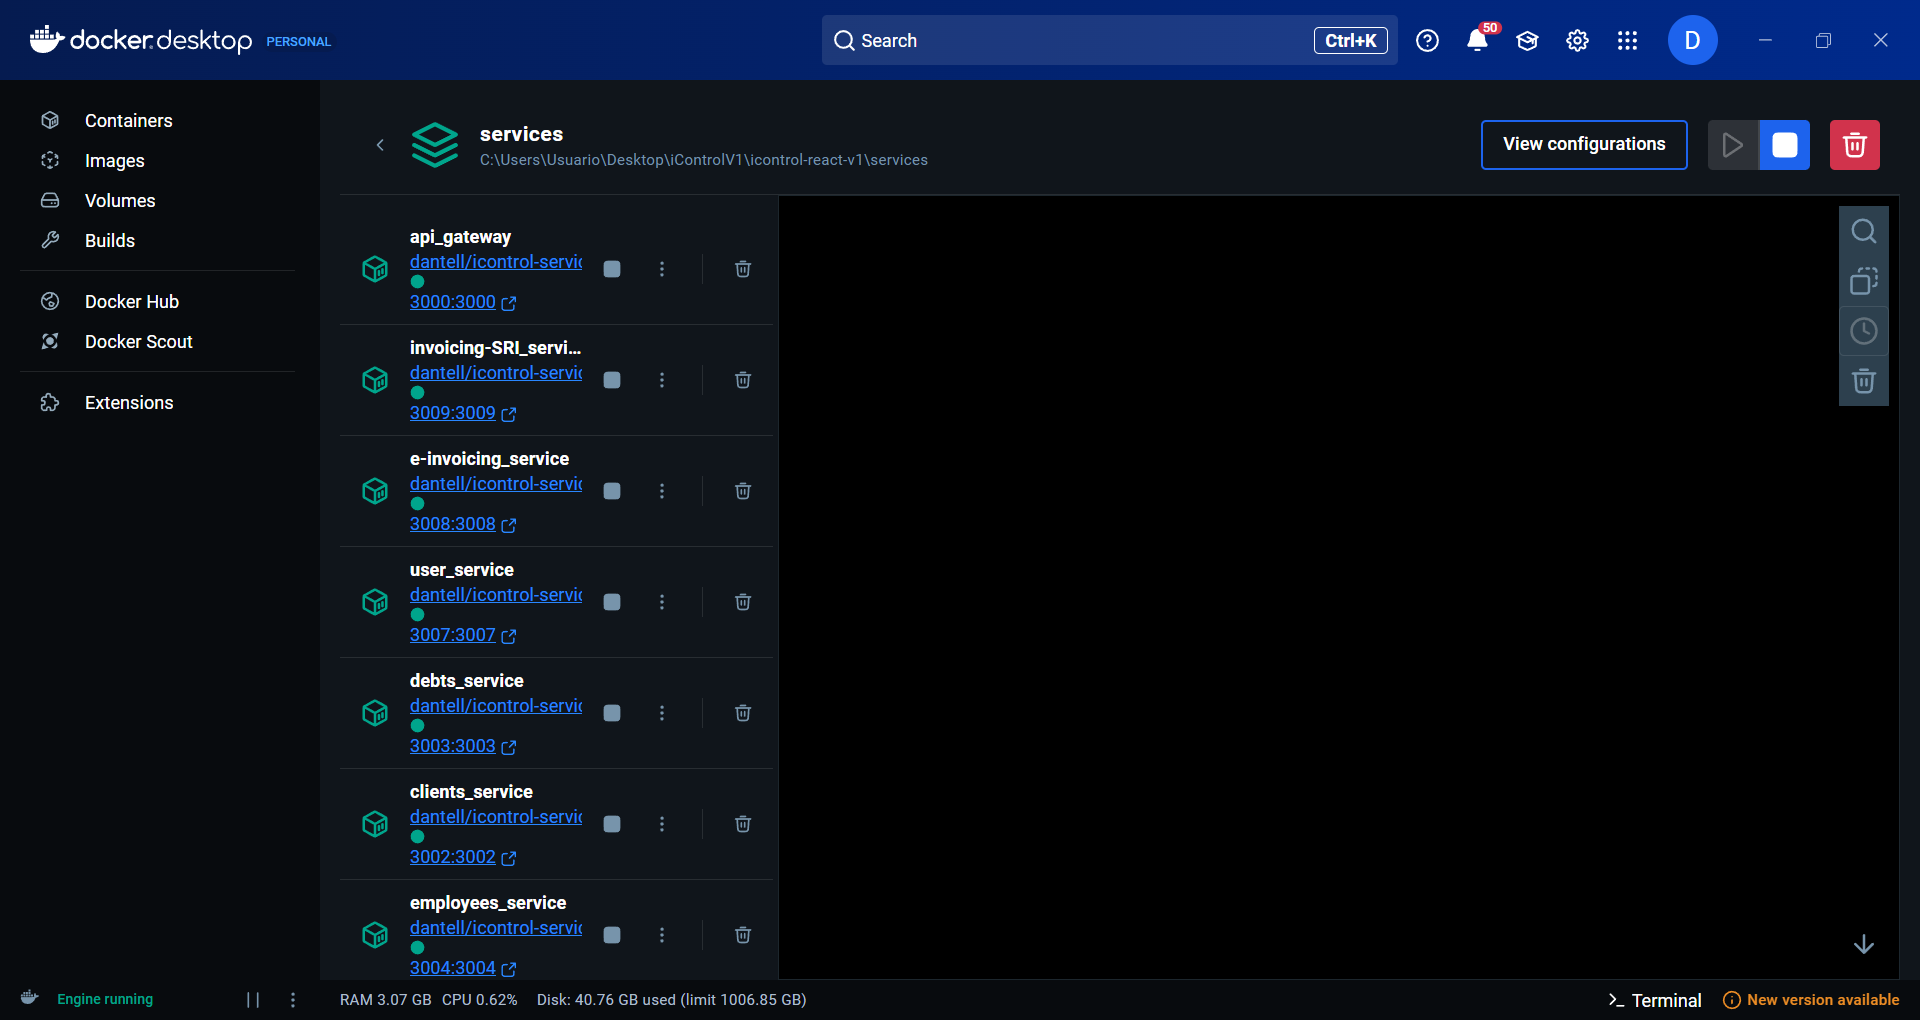 docker.desktop PERSONAL
Search Ctrl+K
50
D
Containers
Images
Volumes
Builds
Docker Hub
Docker Scout
Extensions
services
C:\Users\Usuario\Desktop\iControlV1\icontrol-react-v1\services
View configurations
api_gateway
dantell/icontrol-servic
3000:3000
invoicing-SRI_servi...
dantell/icontrol-servic
3009:3009
e-invoicing_service
dantell/icontrol-servic
3008:3008
user_service
dantell/icontrol-servic
3007:3007
debts_service
dantell/icontrol-servic
3003:3003
clients_service
dantell/icontrol-servic
3002:3002
employees_service
dantell/icontrol-servic
3004:3004
Engine running
RAM 3.07 GB CPU 0.62% Disk: 40.76 GB used (limit 1006.85 GB)
Terminal
New version available